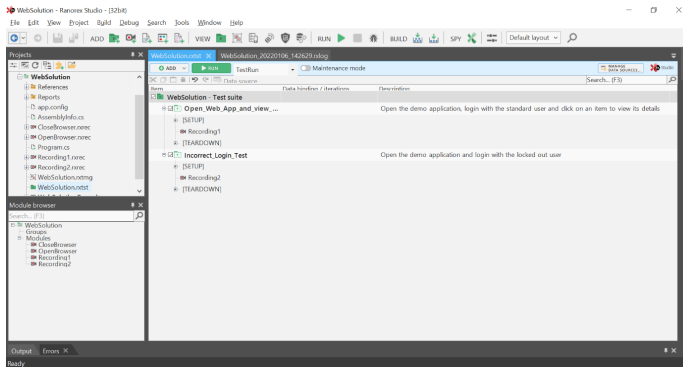 WebSolution - Ranorex Studio - (32bit)
File Edit View Project Build Debug Search Tools Window Help
ADD VIEW RUN BUILD SPY Default layout
Projects
WebSolution.rxtst WebSolution_20220106_142629.rxlog
ADD RUN TestRun Maintenance mode MANAGE DATA SOURCES... Studio
Data source Search... (F3)
Item Data binding / iterations Description
WebSolution
References
Reports
app.config
AssemblyInfo.cs
CloseBrowser.rxrec
OpenBrowser.rxrec
Program.cs
Recording1.rxrec
Recording2.rxrec
WebSolution.rxtmg
WebSolution.rxtst
WebSolution - Test suite
Open_Web_App_and_view_... Open the demo application, login with the standard user and click on an item to view its details
[SETUP]
Recording1
[TEARDOWN]
Incorrect_Login_Test Open the demo application and login with the locked out user
[SETUP]
Recording2
[TEARDOWN]
Module browser
Search... (F3)
WebSolution
Groups
Modules
CloseBrowser
OpenBrowser
Recording1
Recording2
Output Errors
Ready